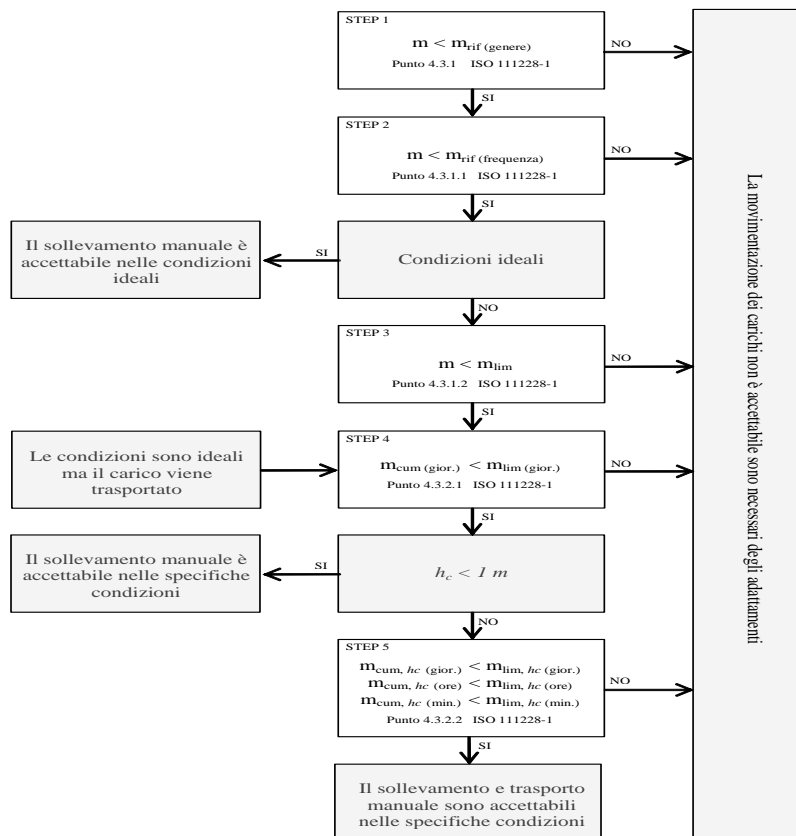 STEP 1
m < mrif (genere)
Punto 4.3.1 ISO 111228-1
NO
SI
STEP 2
m < mrif (frequenza)
Punto 4.3.1.1 ISO 111228-1
NO
SI
Il sollevamento manuale è
accettabile nelle condizioni
ideali
SI
Condizioni ideali
NO
STEP 3
m < mlim
Punto 4.3.1.2 ISO 111228-1
NO
SI
Le condizioni sono ideali
ma il carico viene
trasportato
STEP 4
mcum (gior.) < mlim (gior.)
Punto 4.3.2.1 ISO 111228-1
NO
SI
Il sollevamento manuale è
accettabile nelle specifiche
condizioni
SI
hc < 1 m
NO
STEP 5
mcum, hc (gior.) < mlim, hc (gior.)
mcum, hc (ore) < mlim, hc (ore)
mcum, hc (min.) < mlim, hc (min.)
Punto 4.3.2.2 ISO 111228-1
NO
SI
Il sollevamento e trasporto
manuale sono accettabili
nelle specifiche condizioni
La movimentazione dei carichi non è accettabile sono necessari degli adattamenti